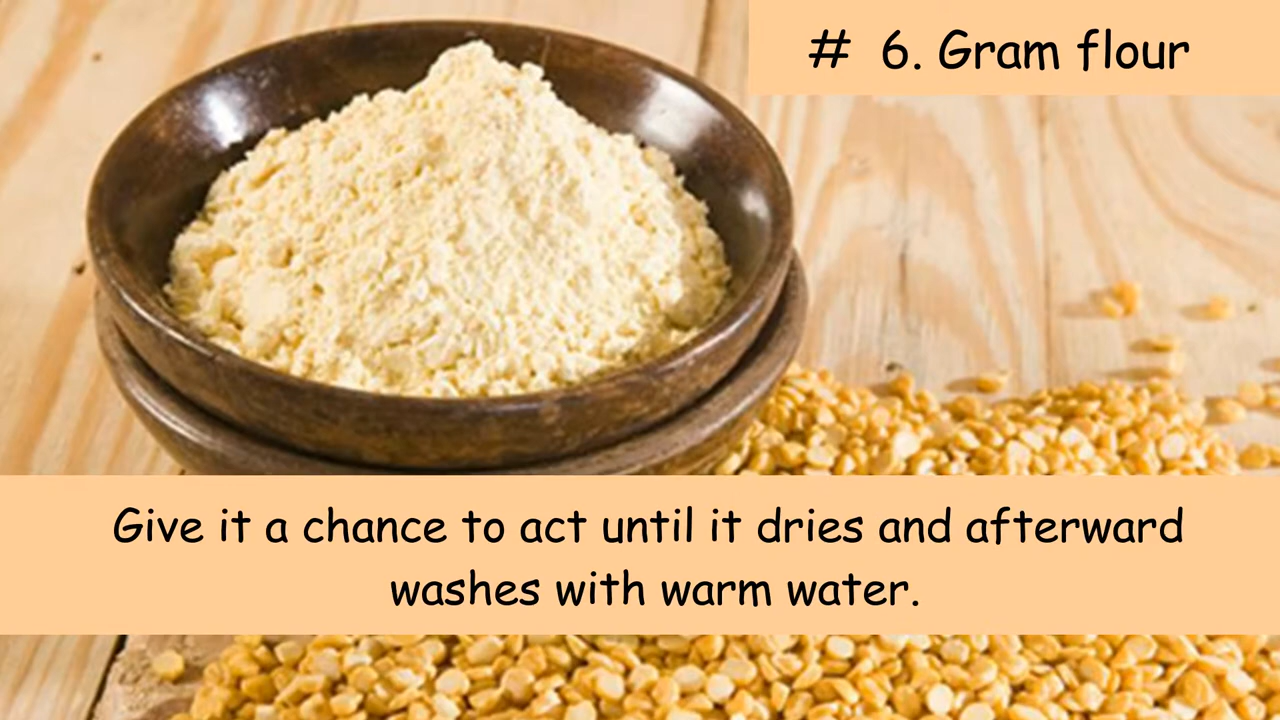 # 6. Gram flour
Give it a chance to act until it dries and afterward
washes with warm water.